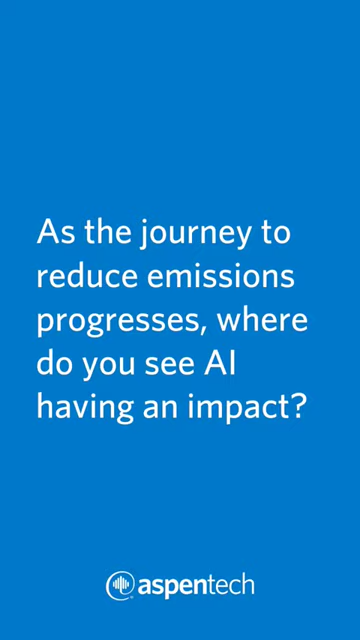 As the journey to
reduce emissions
progresses, where
do you see AI
having an impact?
aspentech